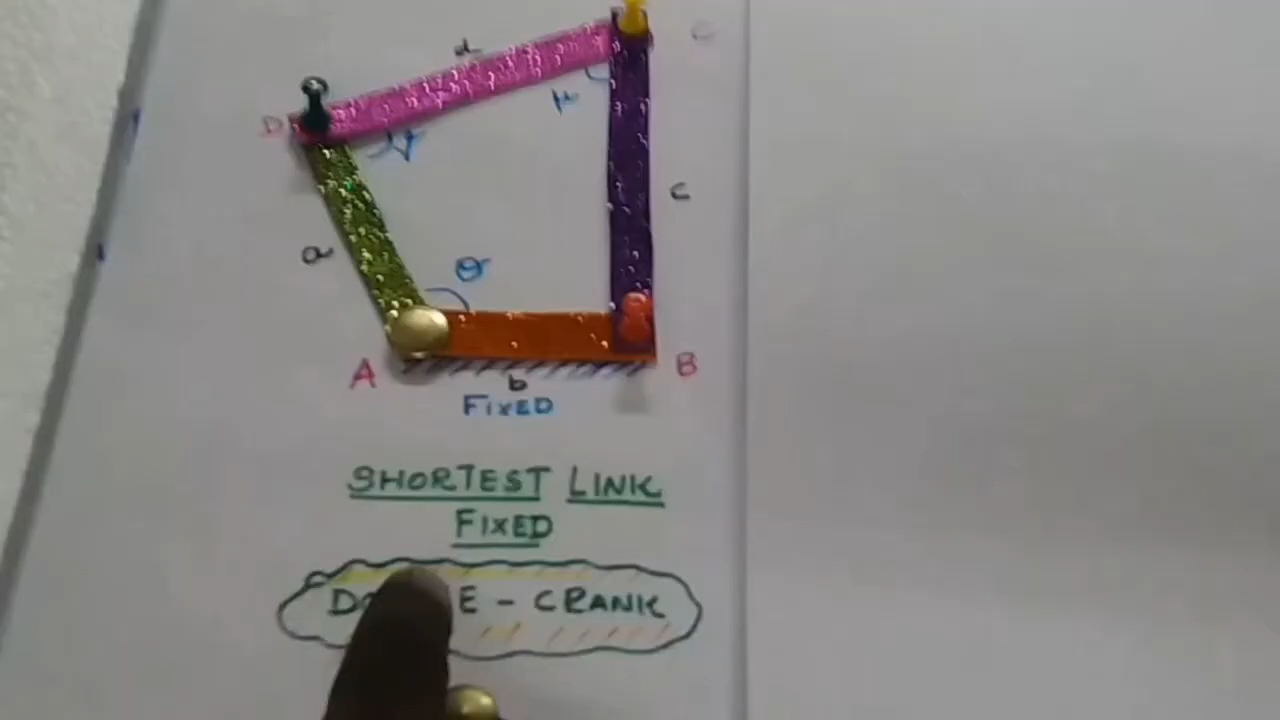 d
C
D
μ
ψ
c
a
θ
A
B
b
FIXED
SHORTEST LINK
FIXED
E - CRANK